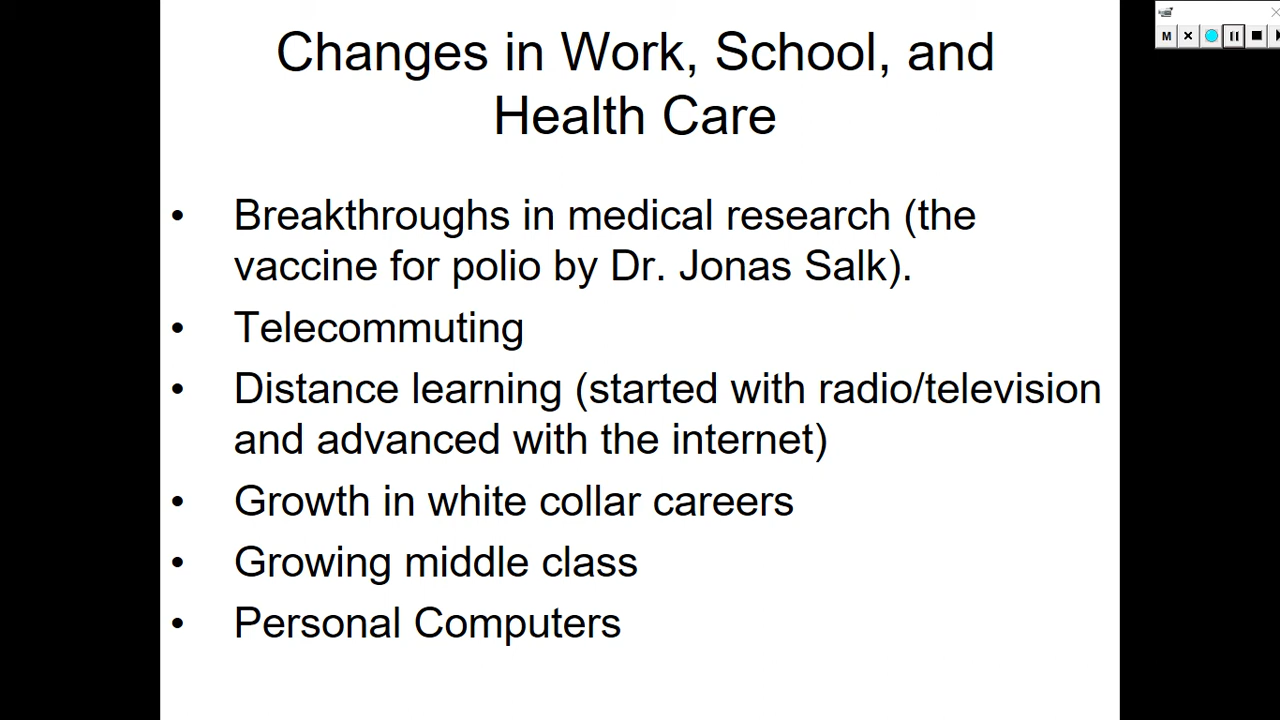 Changes in Work, School, and
Health Care
• Breakthroughs in medical research (the
vaccine for polio by Dr. Jonas Salk).
• Telecommuting
• Distance learning (started with radio/television
and advanced with the internet)
• Growth in white collar careers
• Growing middle class
• Personal Computers
M